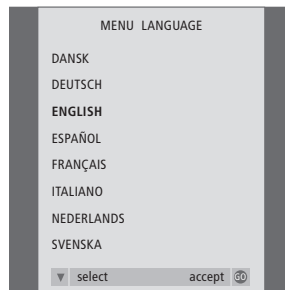 MENU LANGUAGE
DANSK
DEUTSCH
ENGLISH
ESPAÑOL
FRANÇAIS
ITALIANO
NEDERLANDS
SVENSKA
▼ select accept GO